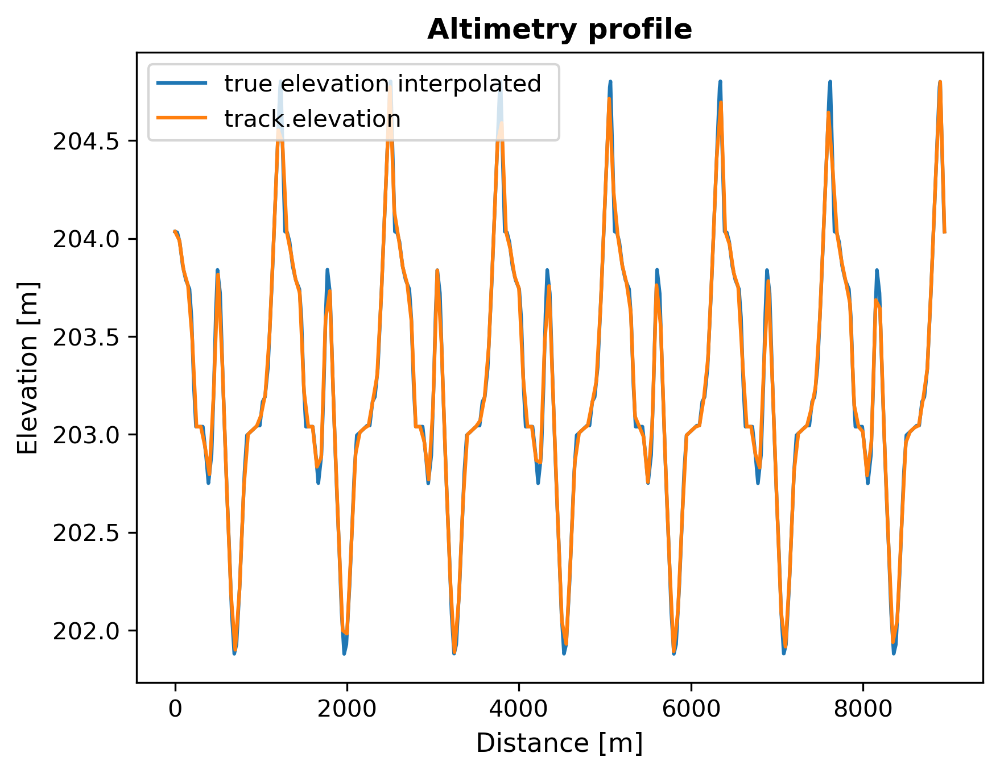 Altimetry profile
true elevation interpolated
track.elevation
204.5
204.0
203.5
203.0
202.5
202.0
Elevation [m]
0 2000 4000 6000 8000
Distance [m]